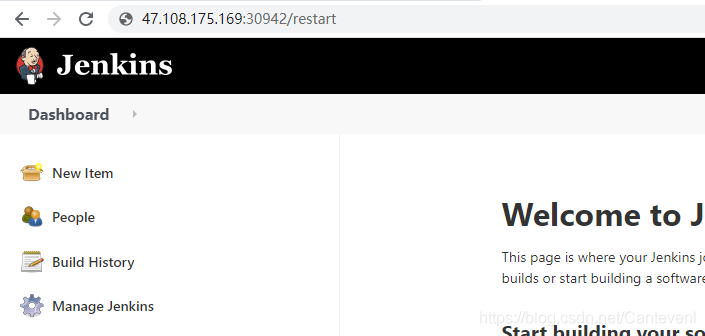 47.108.175.169:30942/restart
Jenkins
Dashboard
New Item
People
Build History
Manage Jenkins
Welcome to J
This page is where your Jenkins jo
builds or start building a software
https://blog.csdn.net/Cantevenl
Start building your so